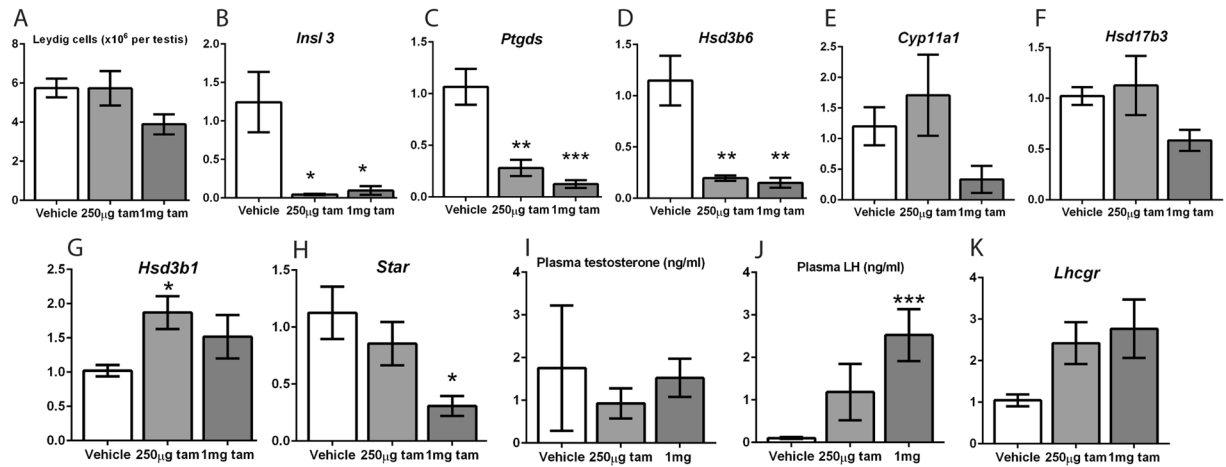 A
Leydig cells (x10⁶ per testis)
8
6
4
2
0
Vehicle 250μg tam 1mg tam
B
Insl 3
2.0
1.5
1.0
0.5
0.0
Vehicle 250μg tam 1mg tam
* *
C
Ptgds
1.5
1.0
0.5
0.0
Vehicle 250μg tam 1mg tam
** ***
D
Hsd3b6
1.5
1.0
0.5
0.0
Vehicle 250μg tam 1mg tam
** **
E
Cyp11a1
2.5
2.0
1.5
1.0
0.5
0.0
Vehicle 250μg tam 1mg tam
F
Hsd17b3
1.5
1.0
0.5
0.0
Vehicle 250μg tam 1mg tam
G
Hsd3b1
2.5
2.0
1.5
1.0
0.5
0.0
Vehicle 250μg tam 1mg tam
*
H
Star
1.5
1.0
0.5
0.0
Vehicle 250μg tam 1mg tam
*
I
Plasma testosterone (ng/ml)
4
3
2
1
0
Vehicle 250μg tam 1mg
J
Plasma LH (ng/ml)
4
3
2
1
0
Vehicle 250μg tam 1mg
***
K
Lhcgr
4
3
2
1
0
Vehicle 250μg tam 1mg tam